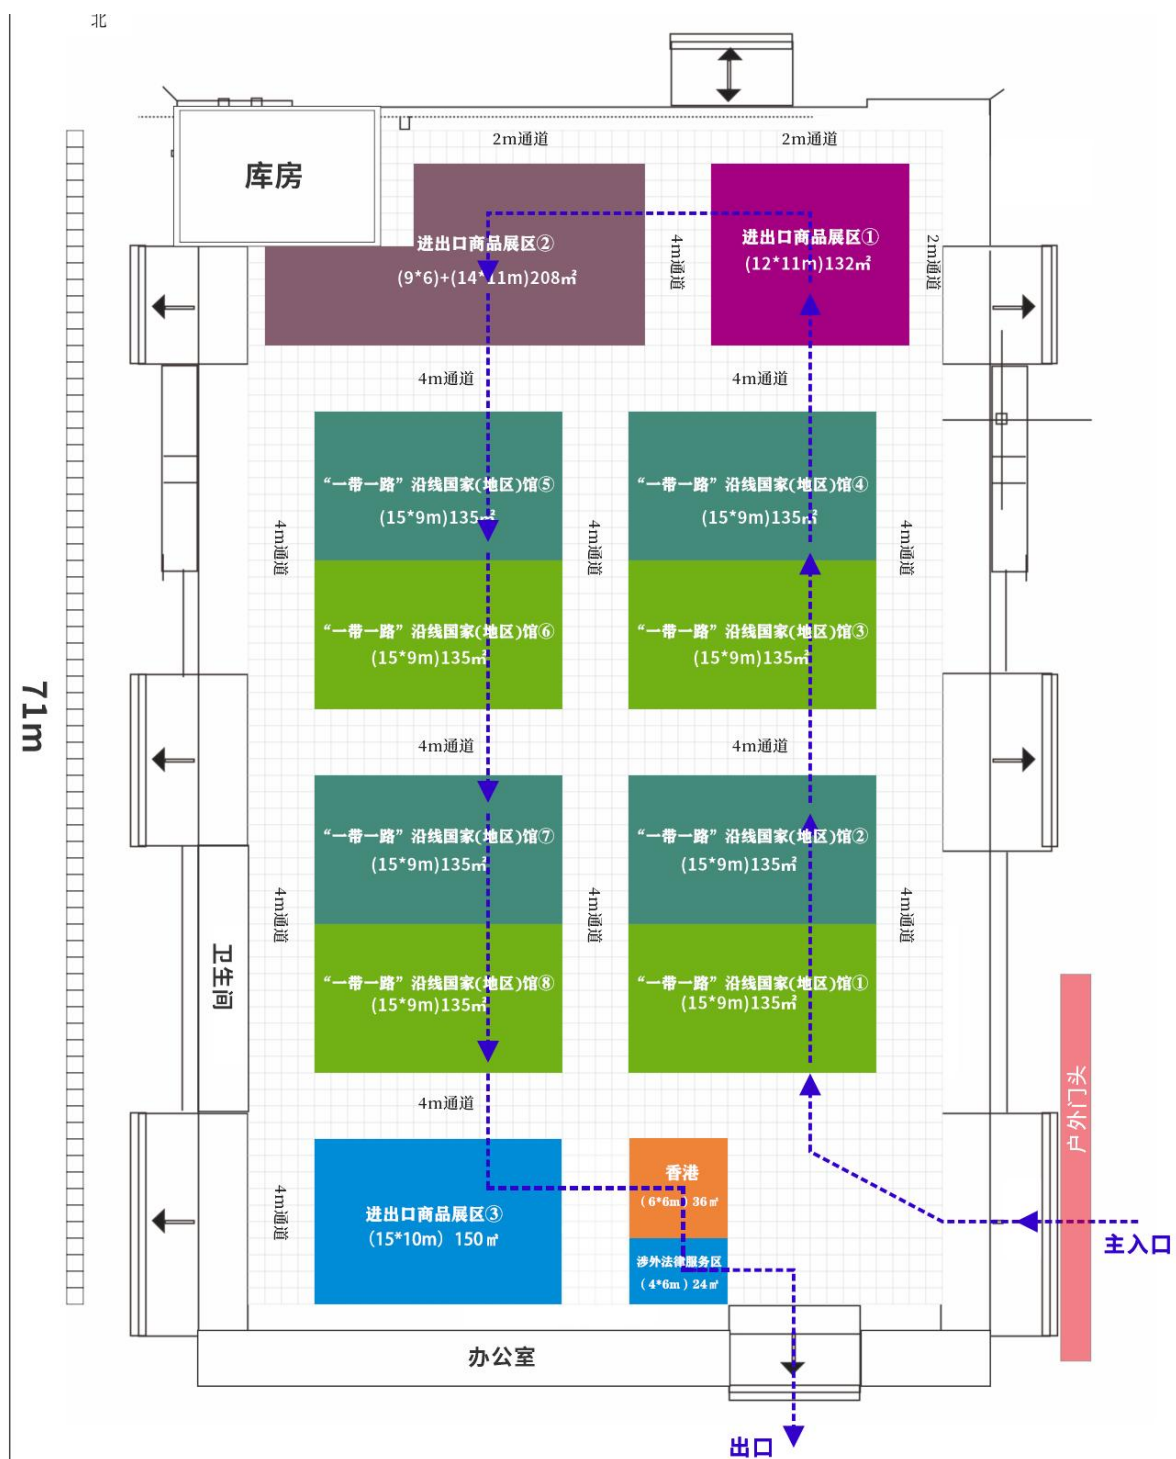 北
2m通道
2m通道
库房
进出口商品展区②
(9*6)+(14*11m)208㎡
4m通道
进出口商品展区①
(12*11m)132㎡
2m通道
4m通道
4m通道
“一带一路”沿线国家(地区)馆⑤
(15*9m)135㎡
“一带一路”沿线国家(地区)馆④
(15*9m)135㎡
4m通道
4m通道
4m通道
“一带一路”沿线国家(地区)馆⑥
(15*9m)135㎡
“一带一路”沿线国家(地区)馆③
(15*9m)135㎡
71m
4m通道
4m通道
“一带一路”沿线国家(地区)馆⑦
(15*9m)135㎡
“一带一路”沿线国家(地区)馆②
(15*9m)135㎡
4m通道
4m通道
4m通道
卫生间
“一带一路”沿线国家(地区)馆⑧
(15*9m)135㎡
“一带一路”沿线国家(地区)馆①
(15*9m)135㎡
户外门头
4m通道
4m通道
进出口商品展区③
(15*10m) 150㎡
香港
(6*6m) 36㎡
涉外法律服务区
(4*6m) 24㎡
主入口
办公室
出口